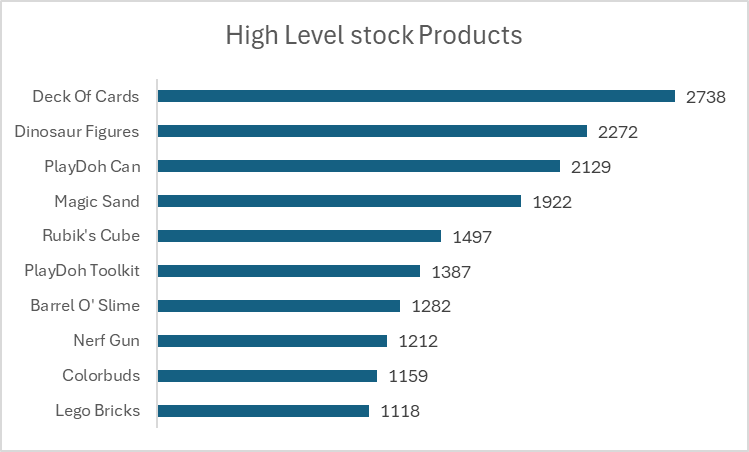 High Level stock Products
Deck Of Cards 2738
Dinosaur Figures 2272
PlayDoh Can 2129
Magic Sand 1922
Rubik's Cube 1497
PlayDoh Toolkit 1387
Barrel O' Slime 1282
Nerf Gun 1212
Colorbuds 1159
Lego Bricks 1118